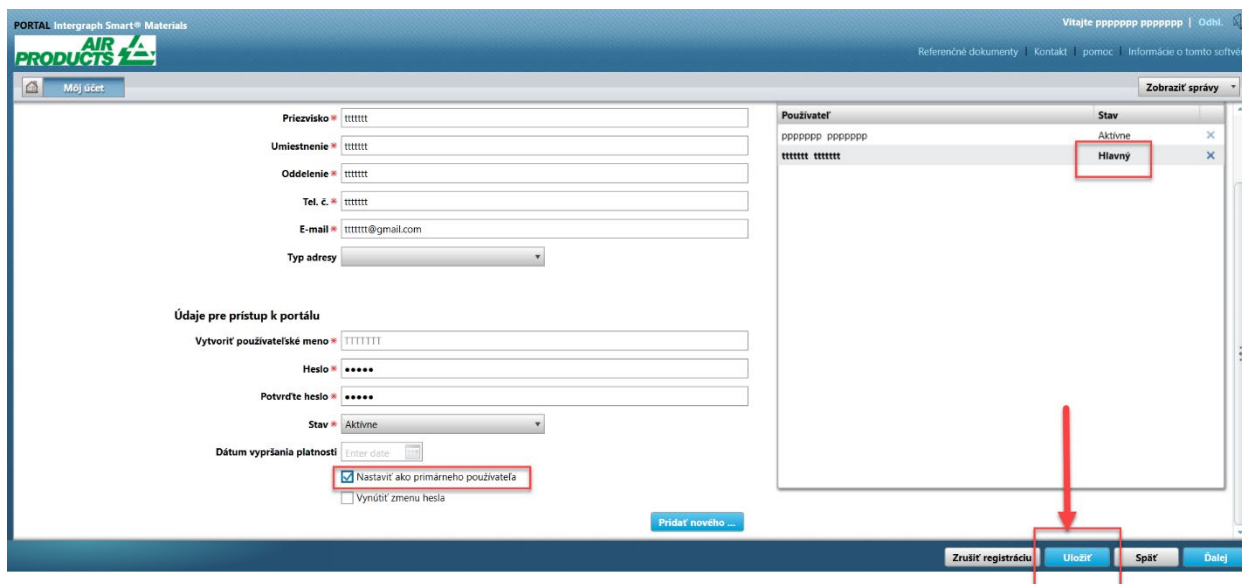 PORTAL Intergraph Smart® Materials
Vitajte ppppppp ppppppp | Odhl.
AIR
PRODUCTS
Referenčné dokumenty | Kontakt | pomoc | Informácie o tomto softvér
Môj účet
Zobraziť správy
Priezvisko * ttttttt
Umiestnenie * ttttttt
Oddelenie * ttttttt
Tel. č. * ttttttt
E-mail * ttttttt@gmail.com
Typ adresy
Údaje pre prístup k portálu
Vytvoriť používateľské meno * TTTTTTT
Heslo * •••••
Potvrďte heslo * •••••
Stav * Aktívne
Dátum vypršania platnosti Enter date
Nastaviť ako primárneho používateľa
Vynútiť zmenu hesla
Pridať nového ...
Používateľ Stav
ppppppp ppppppp Aktívne ×
ttttttt ttttttt Hlavný ×
Zrušiť registráciu Uložiť Späť Ďalej